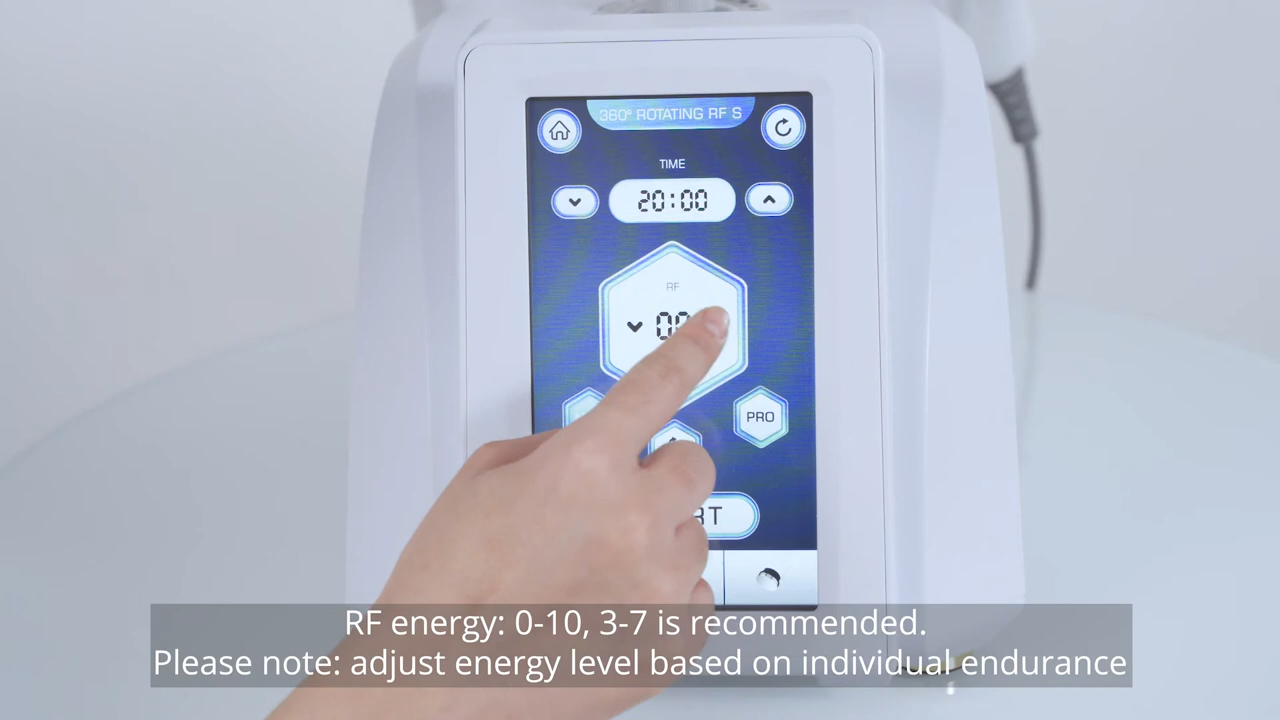 360° ROTATING RF S
TIME
20:00
RF
PRO
RF energy: 0-10, 3-7 is recommended.
Please note: adjust energy level based on individual endurance